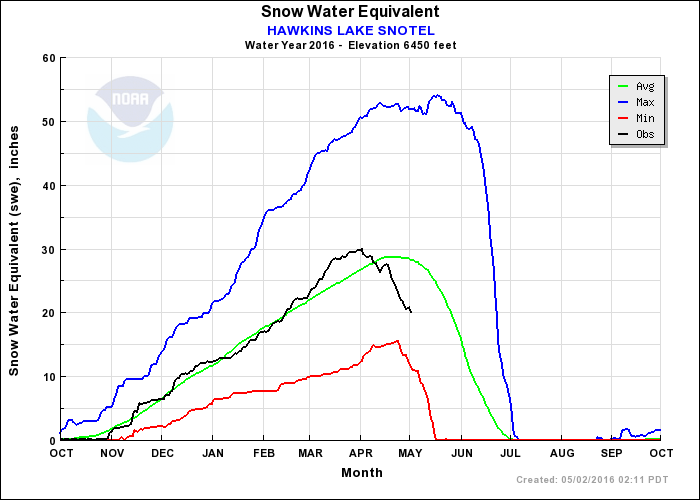 Snow Water Equivalent
HAWKINS LAKE SNOTEL
Water Year 2016 - Elevation 6450 feet
Snow Water Equivalent (swe), inches
60
50
40
30
20
10
0
NOAA
Avg
Max
Min
Obs
OCT NOV DEC JAN FEB MAR APR MAY JUN JUL AUG SEP OCT
Month
Created: 05/02/2016 02:11 PDT